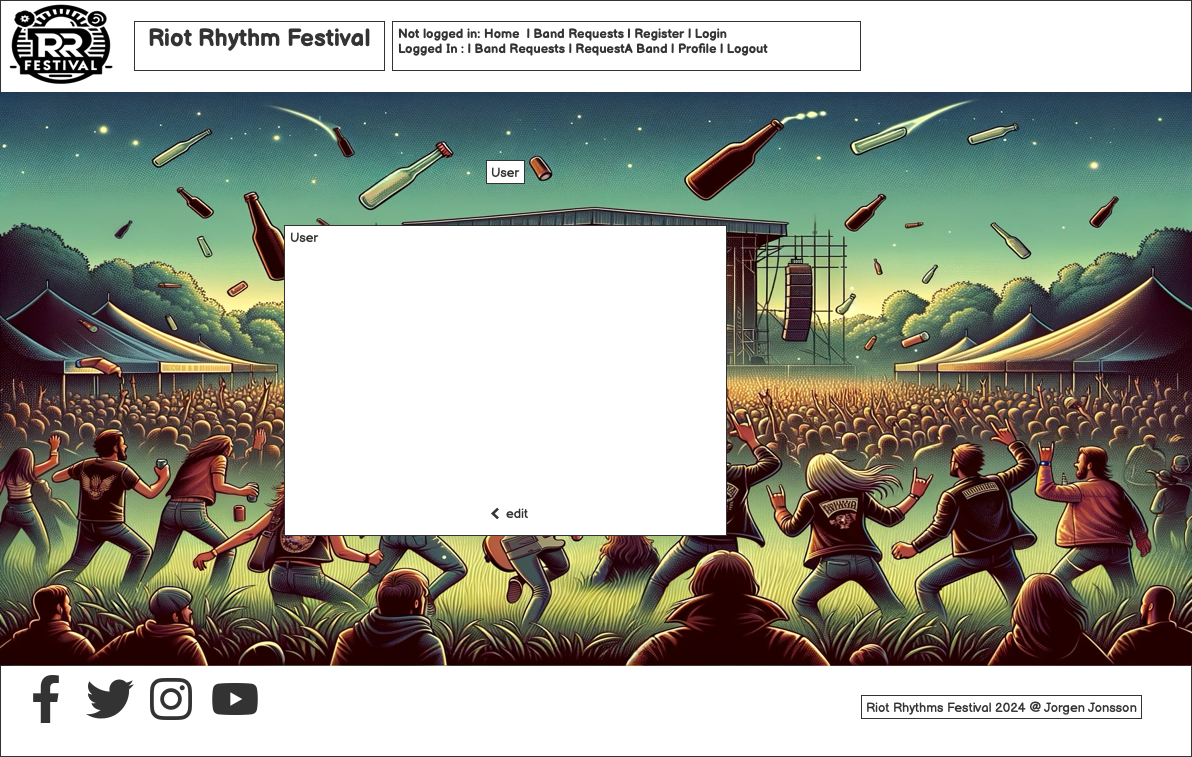 RR
FESTIVAL
Riot Rhythm Festival
Not logged in: Home | Band Requests | Register | Login
Logged In : | Band Requests | RequestA Band | Profile | Logout
User
User
edit
Riot Rhythms Festival 2024 @ Jorgen Jonsson